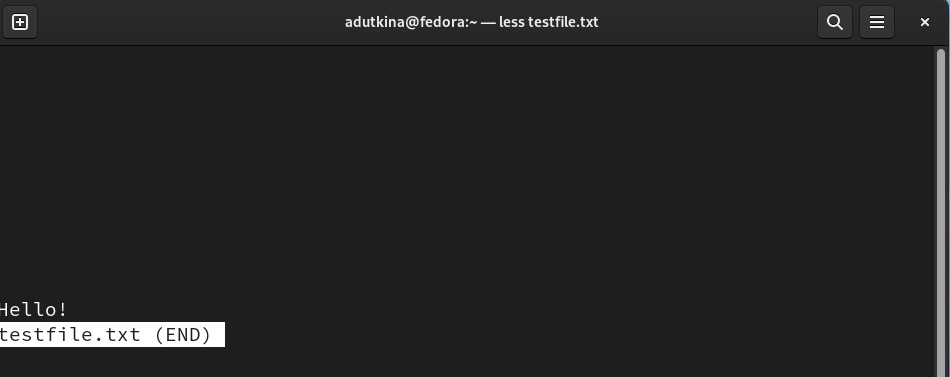 adutkina@fedora:~ — less testfile.txt
Hello!
testfile.txt (END)